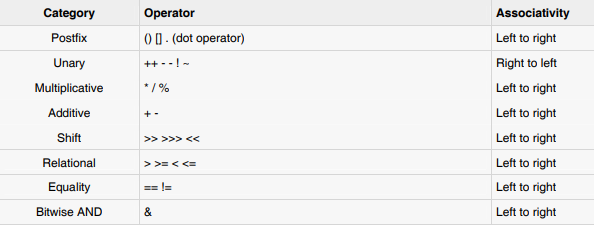 Category Operator Associativity
Postfix () [] . (dot operator) Left to right
Unary ++ - - ! ~ Right to left
Multiplicative * / % Left to right
Additive + - Left to right
Shift >> >>> << Left to right
Relational > >= < <= Left to right
Equality == != Left to right
Bitwise AND & Left to right